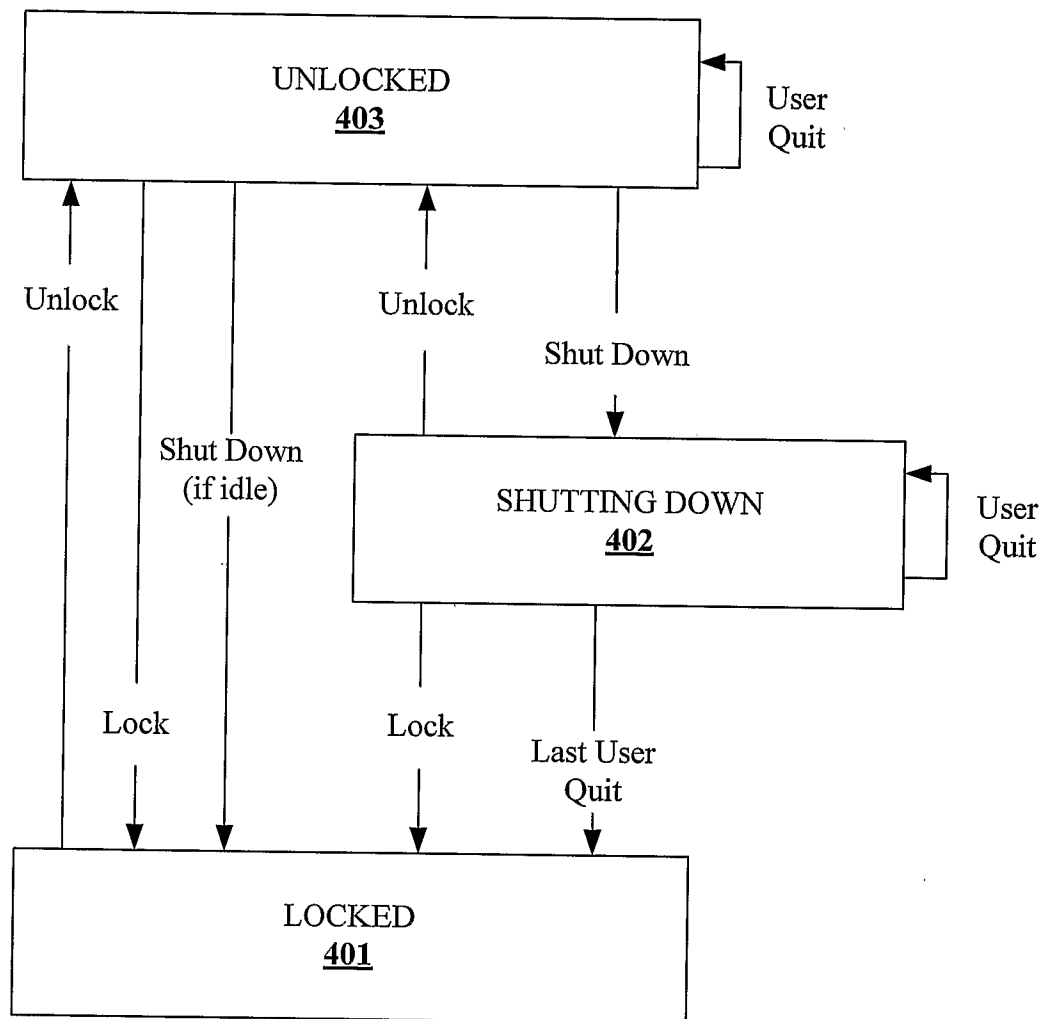 UNLOCKED
403
User
Quit
Unlock
Unlock
Shut Down
Shut Down
(if idle)
SHUTTING DOWN
402
User
Quit
Lock
Lock
Last User
Quit
LOCKED
401